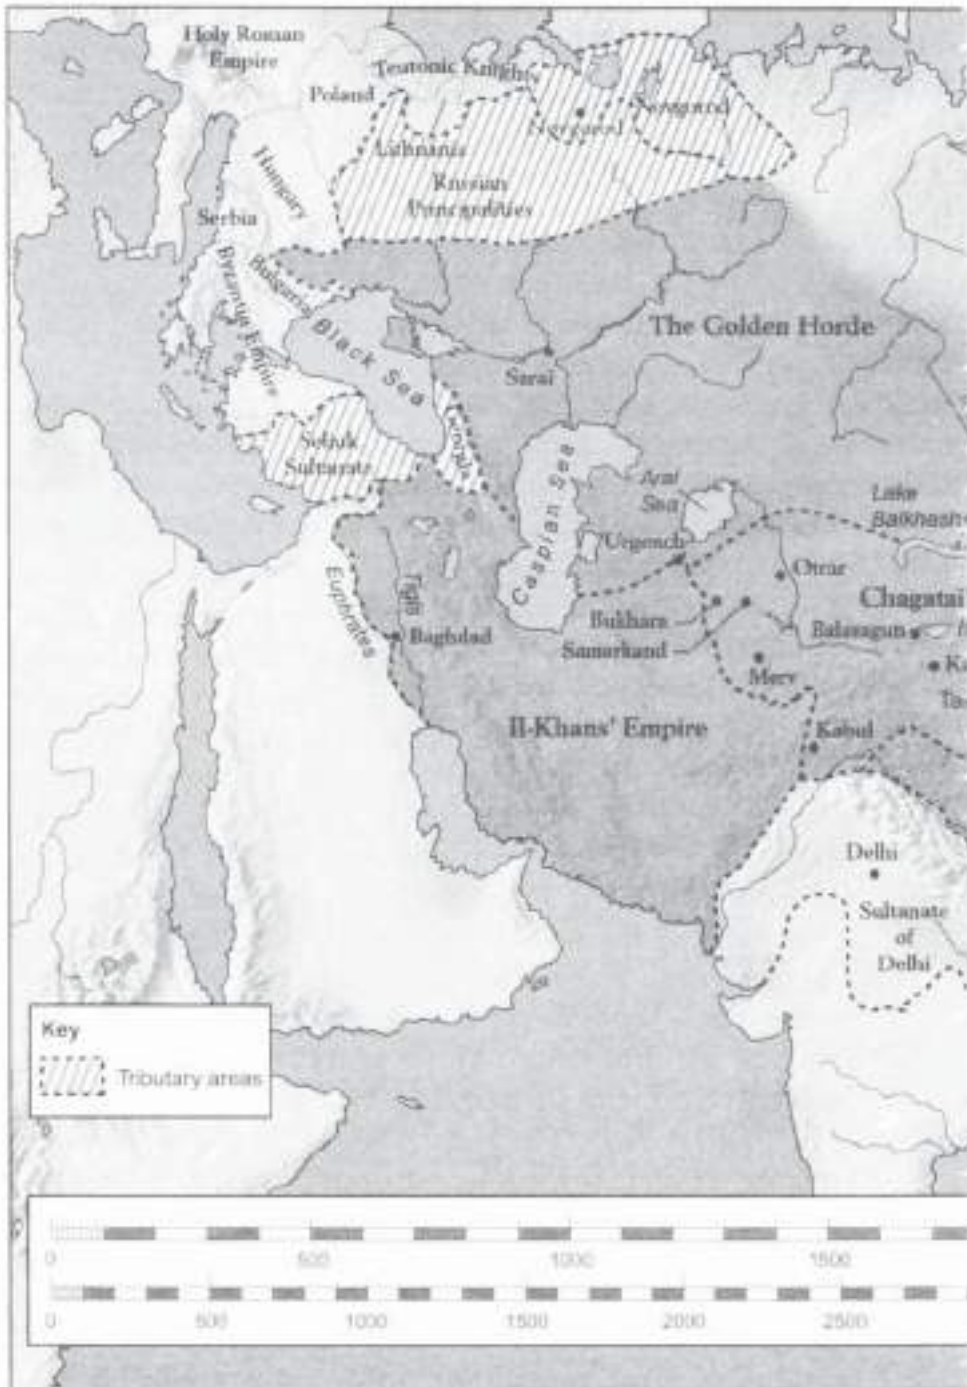 Holy Roman
Empire
Teutonic Knights
Poland
Novgorod
Novgorod
Lithuania
Russian
Principalities
Hungary
Serbia
Byzantine Empire
Bulgaria
Black Sea
The Golden Horde
Sarai
Seljuk
Sultanate
Georgia
Caspian Sea
Aral
Sea
Lake
Balkhash
Urgench
Otrar
Chagatai
Euphrates
Tigris
Bukhara
Balasagun
Baghdad
Samarkand
Merv
Ka
Ta
Il-Khans' Empire
Kabul
Delhi
Sultanate
of
Delhi
Key
Tributary areas
0 500 1000 1500
0 500 1000 1500 2000 2500